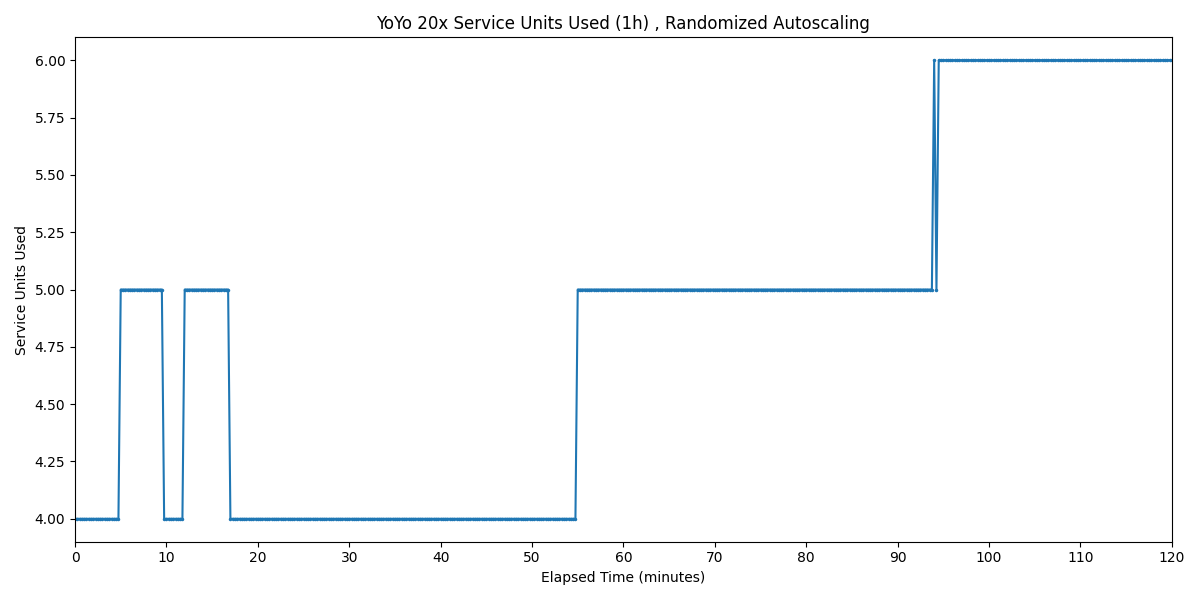 YoYo 20x Service Units Used (1h) , Randomized Autoscaling
Service Units Used
6.00
5.75
5.50
5.25
5.00
4.75
4.50
4.25
4.00
0 10 20 30 40 50 60 70 80 90 100 110 120
Elapsed Time (minutes)